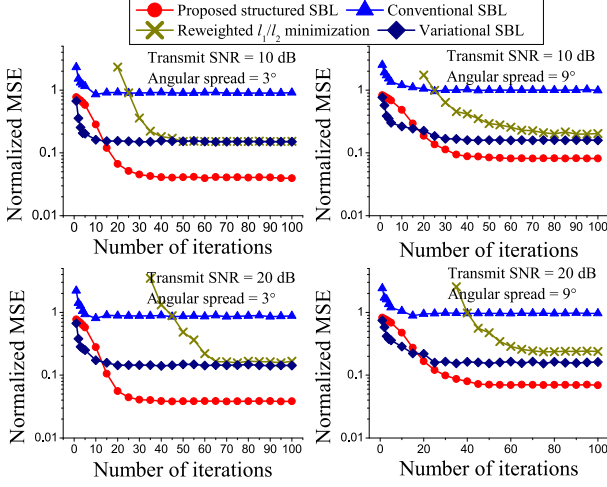 Proposed structured SBL Conventional SBL
Reweighted l₁/l₂ minimization Variational SBL
Transmit SNR = 10 dB
Angular spread = 3°
Normalized MSE
1
0.1
0.01
0 10 20 30 40 50 60 70 80 90 100
Number of iterations
Transmit SNR = 10 dB
Angular spread = 9°
Normalized MSE
1
0.1
0.01
0 10 20 30 40 50 60 70 80 90 100
Number of iterations
Transmit SNR = 20 dB
Angular spread = 3°
Normalized MSE
1
0.1
0.01
0 10 20 30 40 50 60 70 80 90 100
Number of iterations
Transmit SNR = 20 dB
Angular spread = 9°
Normalized MSE
1
0.1
0.01
0 10 20 30 40 50 60 70 80 90 100
Number of iterations